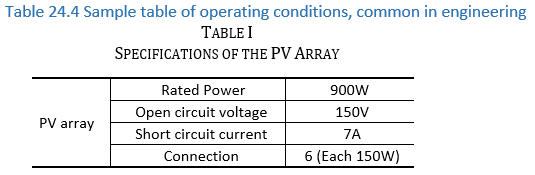 Table 24.4 Sample table of operating conditions, common in engineering
TABLE I
SPECIFICATIONS OF THE PV ARRAY
PV array
Rated Power 900W
Open circuit voltage 150V
Short circuit current 7A
Connection 6 (Each 150W)